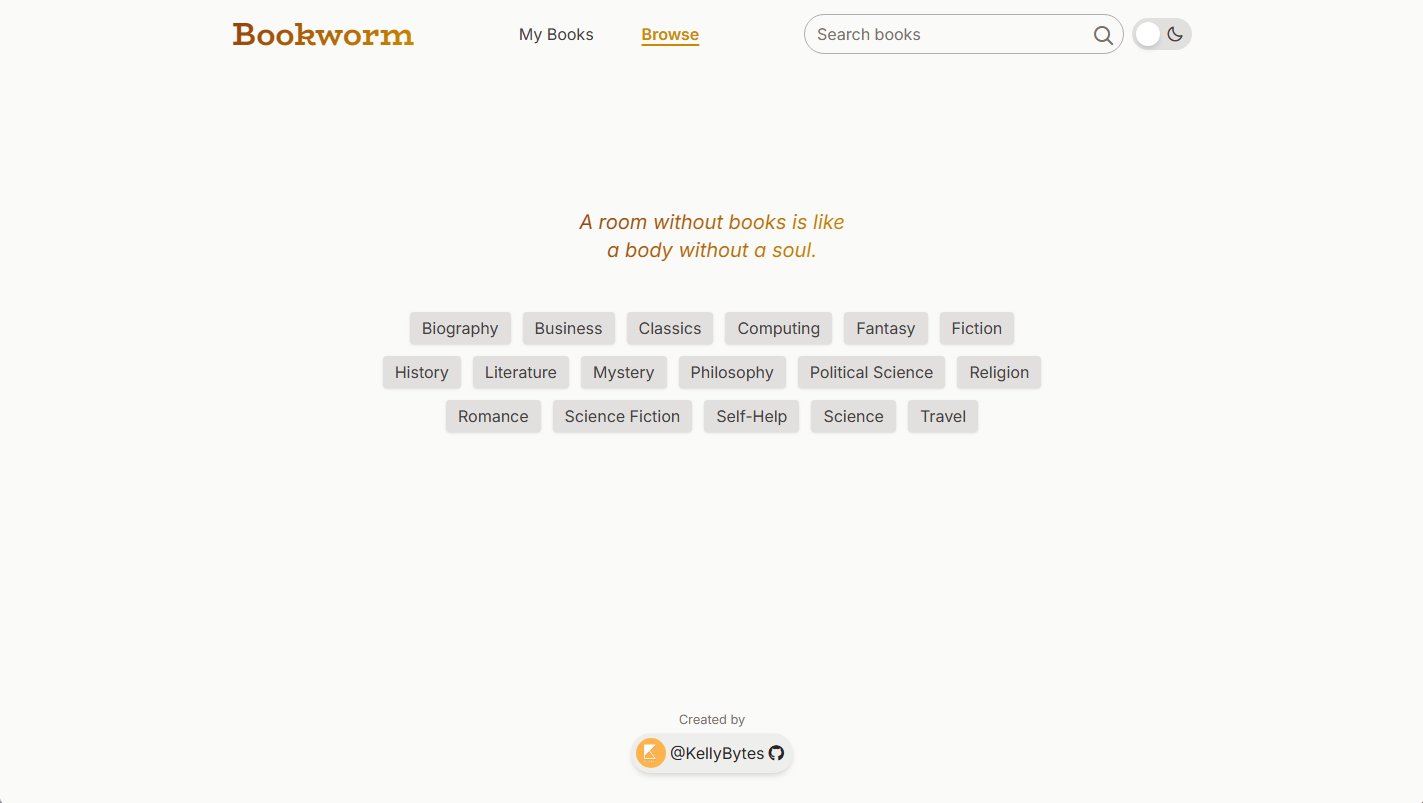 Bookworm
My Books
Browse
Search books
A room without books is like
a body without a soul.
Biography Business Classics Computing Fantasy Fiction
History Literature Mystery Philosophy Political Science Religion
Romance Science Fiction Self-Help Science Travel
Created by
@KellyBytes